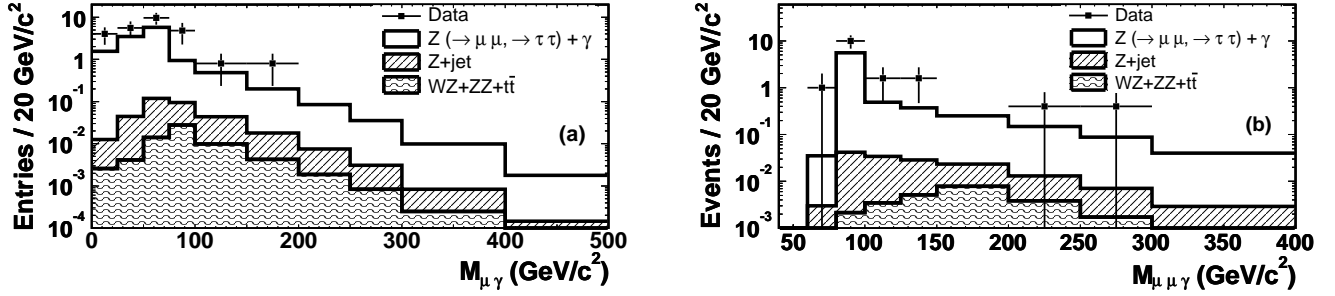 Entries / 20 GeV/c²
10
1
10⁻¹
10⁻²
10⁻³
10⁻⁴
0 100 200 300 400 500
M_μγ (GeV/c²)
Data
Z (→ μ μ, → τ τ) + γ
Z+jet
WZ+ZZ+tt̄
(a)
Events / 20 GeV/c²
10
1
10⁻¹
10⁻²
10⁻³
50 100 150 200 250 300 350 400
M_μμγ (GeV/c²)
Data
Z (→ μ μ, → τ τ) + γ
Z+jet
WZ+ZZ+tt̄
(b)